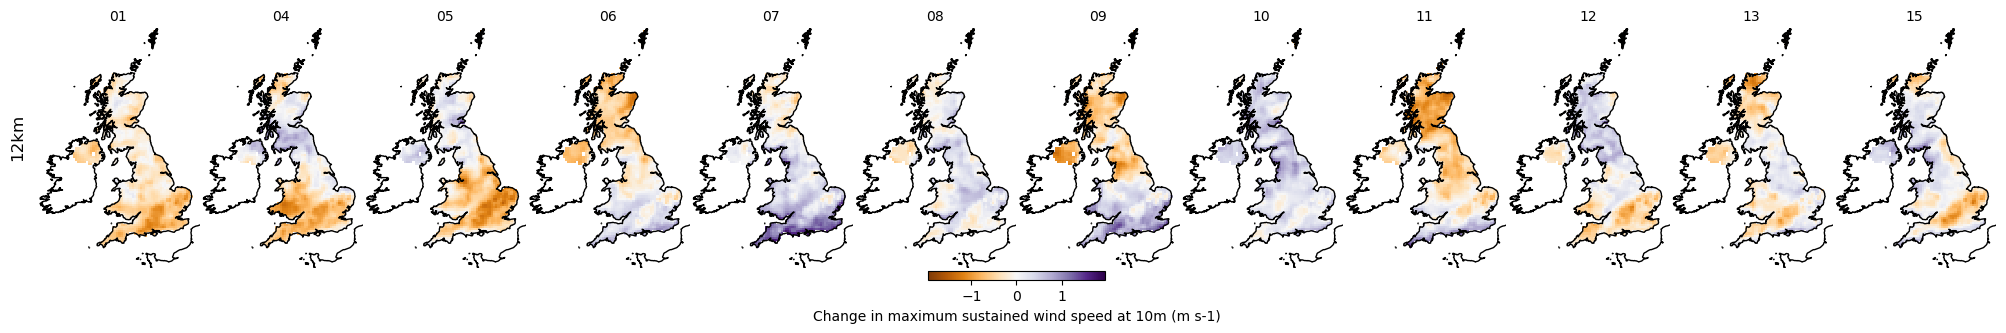 01 04 05 06 07 08 09 10 11 12 13 15
12km
−1 0 1
Change in maximum sustained wind speed at 10m (m s-1)